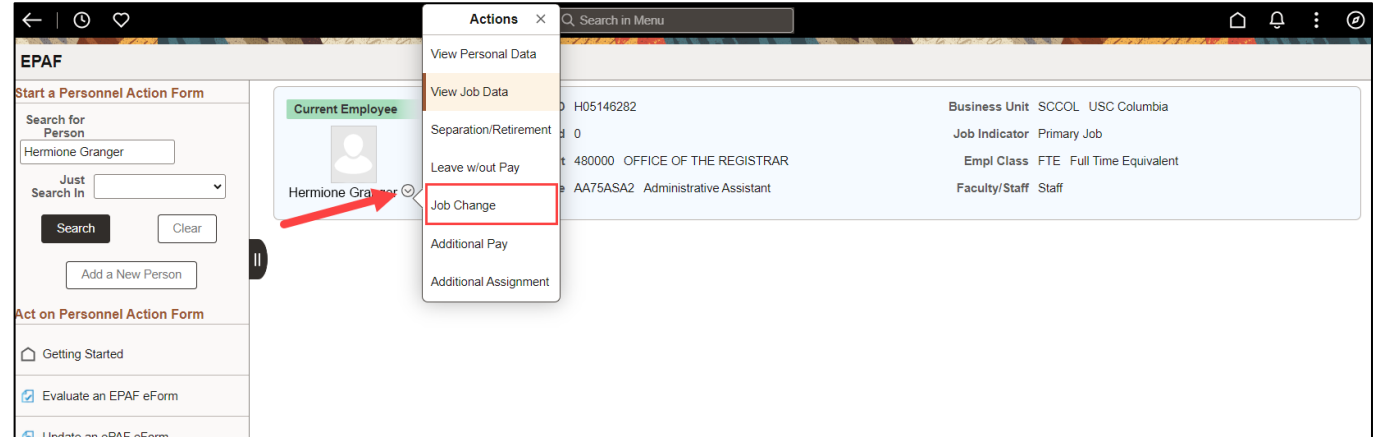 Actions
Search in Menu
EPAF
Start a Personnel Action Form
Search for
Person
Hermione Granger
Just
Search In
Search
Clear
Add a New Person
Act on Personnel Action Form
Getting Started
Evaluate an EPAF eForm
Update an ePAF eForm
Current Employee
Hermione Granger
View Personal Data
View Job Data
Separation/Retirement
Leave w/out Pay
Job Change
Additional Pay
Additional Assignment
H05146282
0
480000 OFFICE OF THE REGISTRAR
AA75ASA2 Administrative Assistant
Business Unit SCCOL USC Columbia
Job Indicator Primary Job
Empl Class FTE Full Time Equivalent
Faculty/Staff Staff